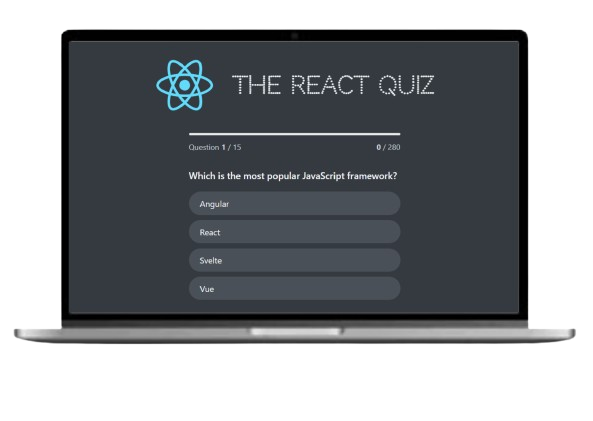 THE REACT QUIZ
Question 1 / 15
0 / 280
Which is the most popular JavaScript framework?
Angular
React
Svelte
Vue